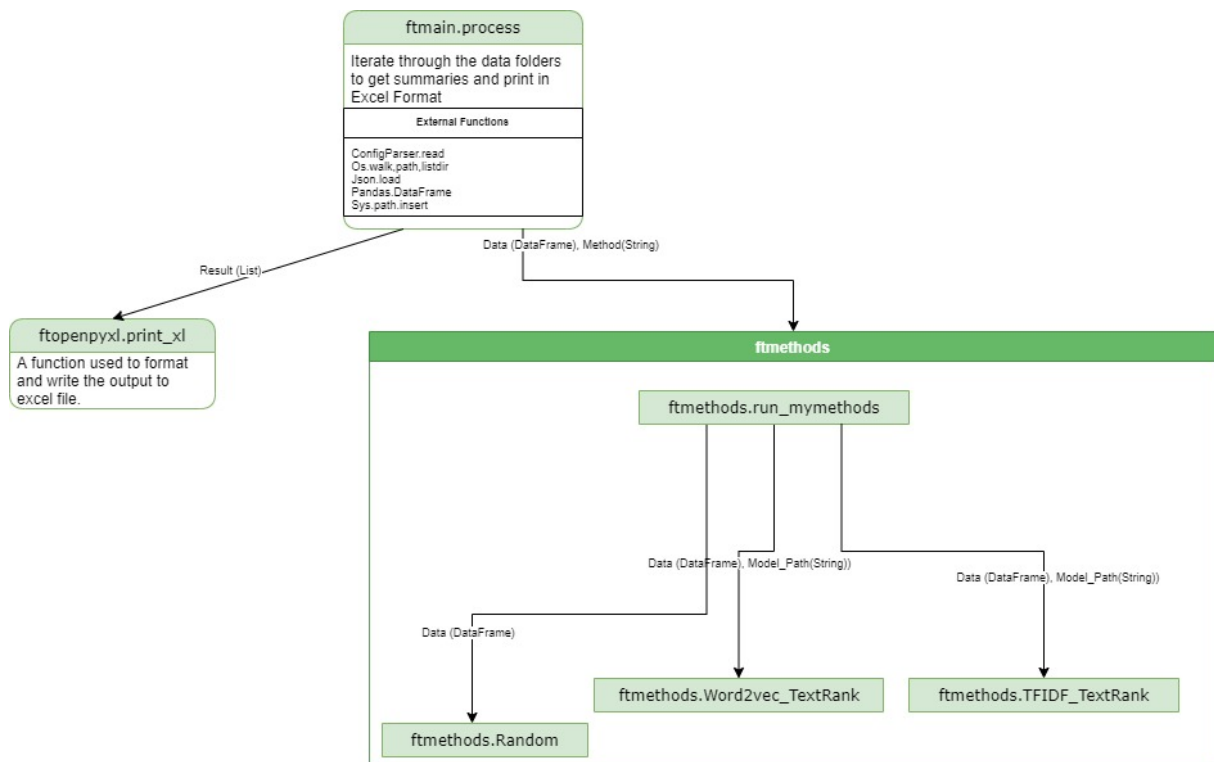 ftmain.process
Iterate through the data folders
to get summaries and print in
Excel Format
External Functions
ConfigParser.read
Os.walk,path,listdir
Json.load
Pandas.DataFrame
Sys.path.insert
Data (DataFrame), Method(String)
Result (List)
ftopenpyxl.print_xl
A function used to format
and write the output to
excel file.
ftmethods
ftmethods.run_mymethods
Data (DataFrame), Model_Path(String))
Data (DataFrame), Model_Path(String))
Data (DataFrame)
ftmethods.Word2vec_TextRank
ftmethods.TFIDF_TextRank
ftmethods.Random